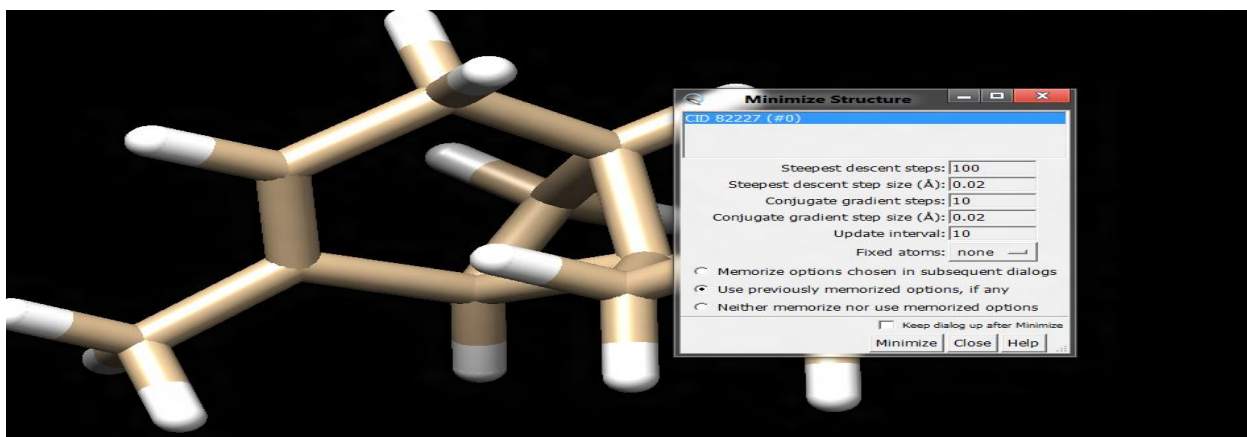 Minimize Structure
CID 82227 (#0)
Steepest descent steps: 100
Steepest descent step size (Å): 0.02
Conjugate gradient steps: 10
Conjugate gradient step size (Å): 0.02
Update interval: 10
Fixed atoms: none
Memorize options chosen in subsequent dialogs
Use previously memorized options, if any
Neither memorize nor use memorized options
Keep dialog up after Minimize
Minimize Close Help